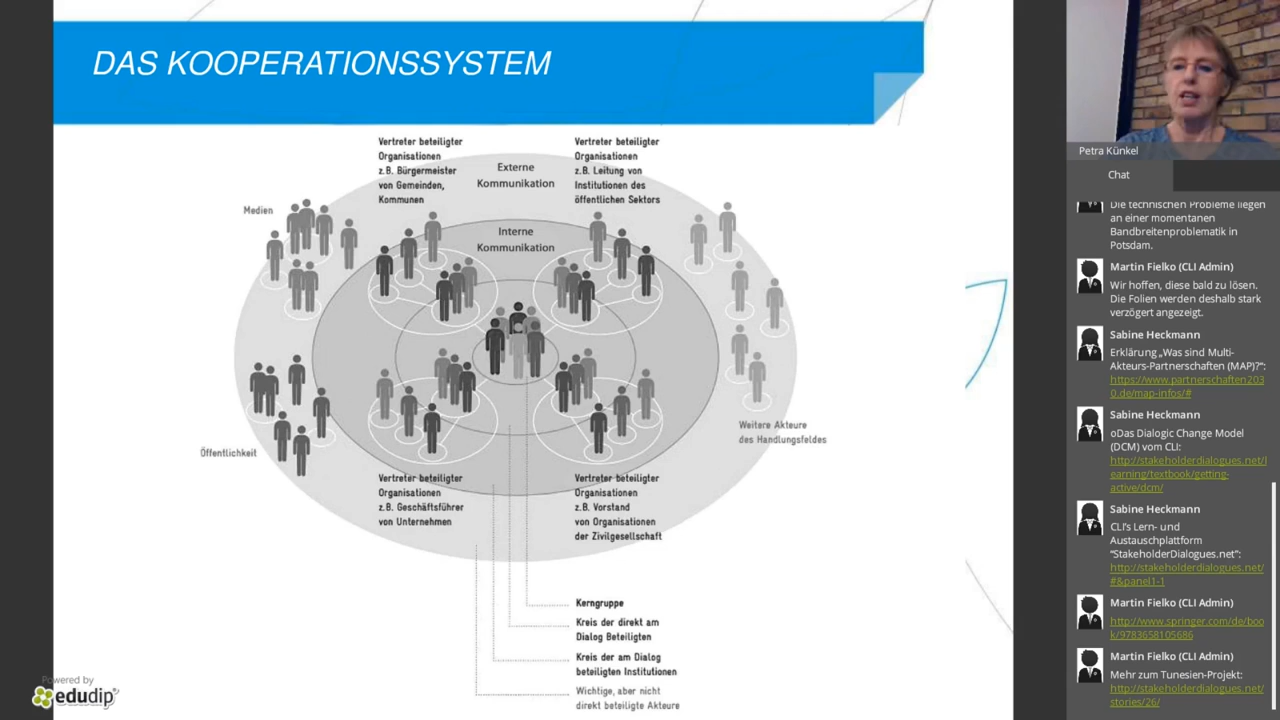 DAS KOOPERATIONSSYSTEM
Vertreter beteiligter
Organisationen
z.B. Bürgermeister
von Gemeinden,
Kommunen
Externe
Kommunikation
Vertreter beteiligter
Organisationen
z.B. Leitung von
Institutionen des
öffentlichen Sektors
Medien
Interne
Kommunikation
Weitere Akteure
des Handlungsfeldes
Öffentlichkeit
Vertreter beteiligter
Organisationen
z.B. Geschäftsführer
von Unternehmen
Vertreter beteiligter
Organisationen
z.B. Vorstand
von Organisationen
der Zivilgesellschaft
Kerngruppe
Kreis der direkt am
Dialog Beteiligten
Kreis der am Dialog
beteiligten Institutionen
Wichtige, aber nicht
direkt beteiligte Akteure
Powered by
edudip
Petra Künkel
Chat
Die technischen Probleme liegen
an einer momentanen
Bandbreitenproblematik in
Potsdam.
Martin Fielko (CLI Admin)
Wir hoffen, diese bald zu lösen.
Die Folien werden deshalb stark
verzögert angezeigt.
Sabine Heckmann
Erklärung „Was sind Multi-
Akteurs-Partnerschaften (MAP)?“:
https://www.partnerschaften203
0.de/map-infos/#
Sabine Heckmann
oDas Dialogic Change Model
(DCM) vom CLI:
http://stakeholderdialogues.net/l
earning/textbook/getting-
active/dcm/
Sabine Heckmann
CLI's Lern- und
Austauschplattform
“StakeholderDialogues.net”:
http://stakeholderdialogues.net/
#&panel1-1
Martin Fielko (CLI Admin)
http://www.springer.com/de/boo
k/9783658105686
Martin Fielko (CLI Admin)
Mehr zum Tunesien-Projekt:
http://stakeholderdialogues.net/
stories/26/